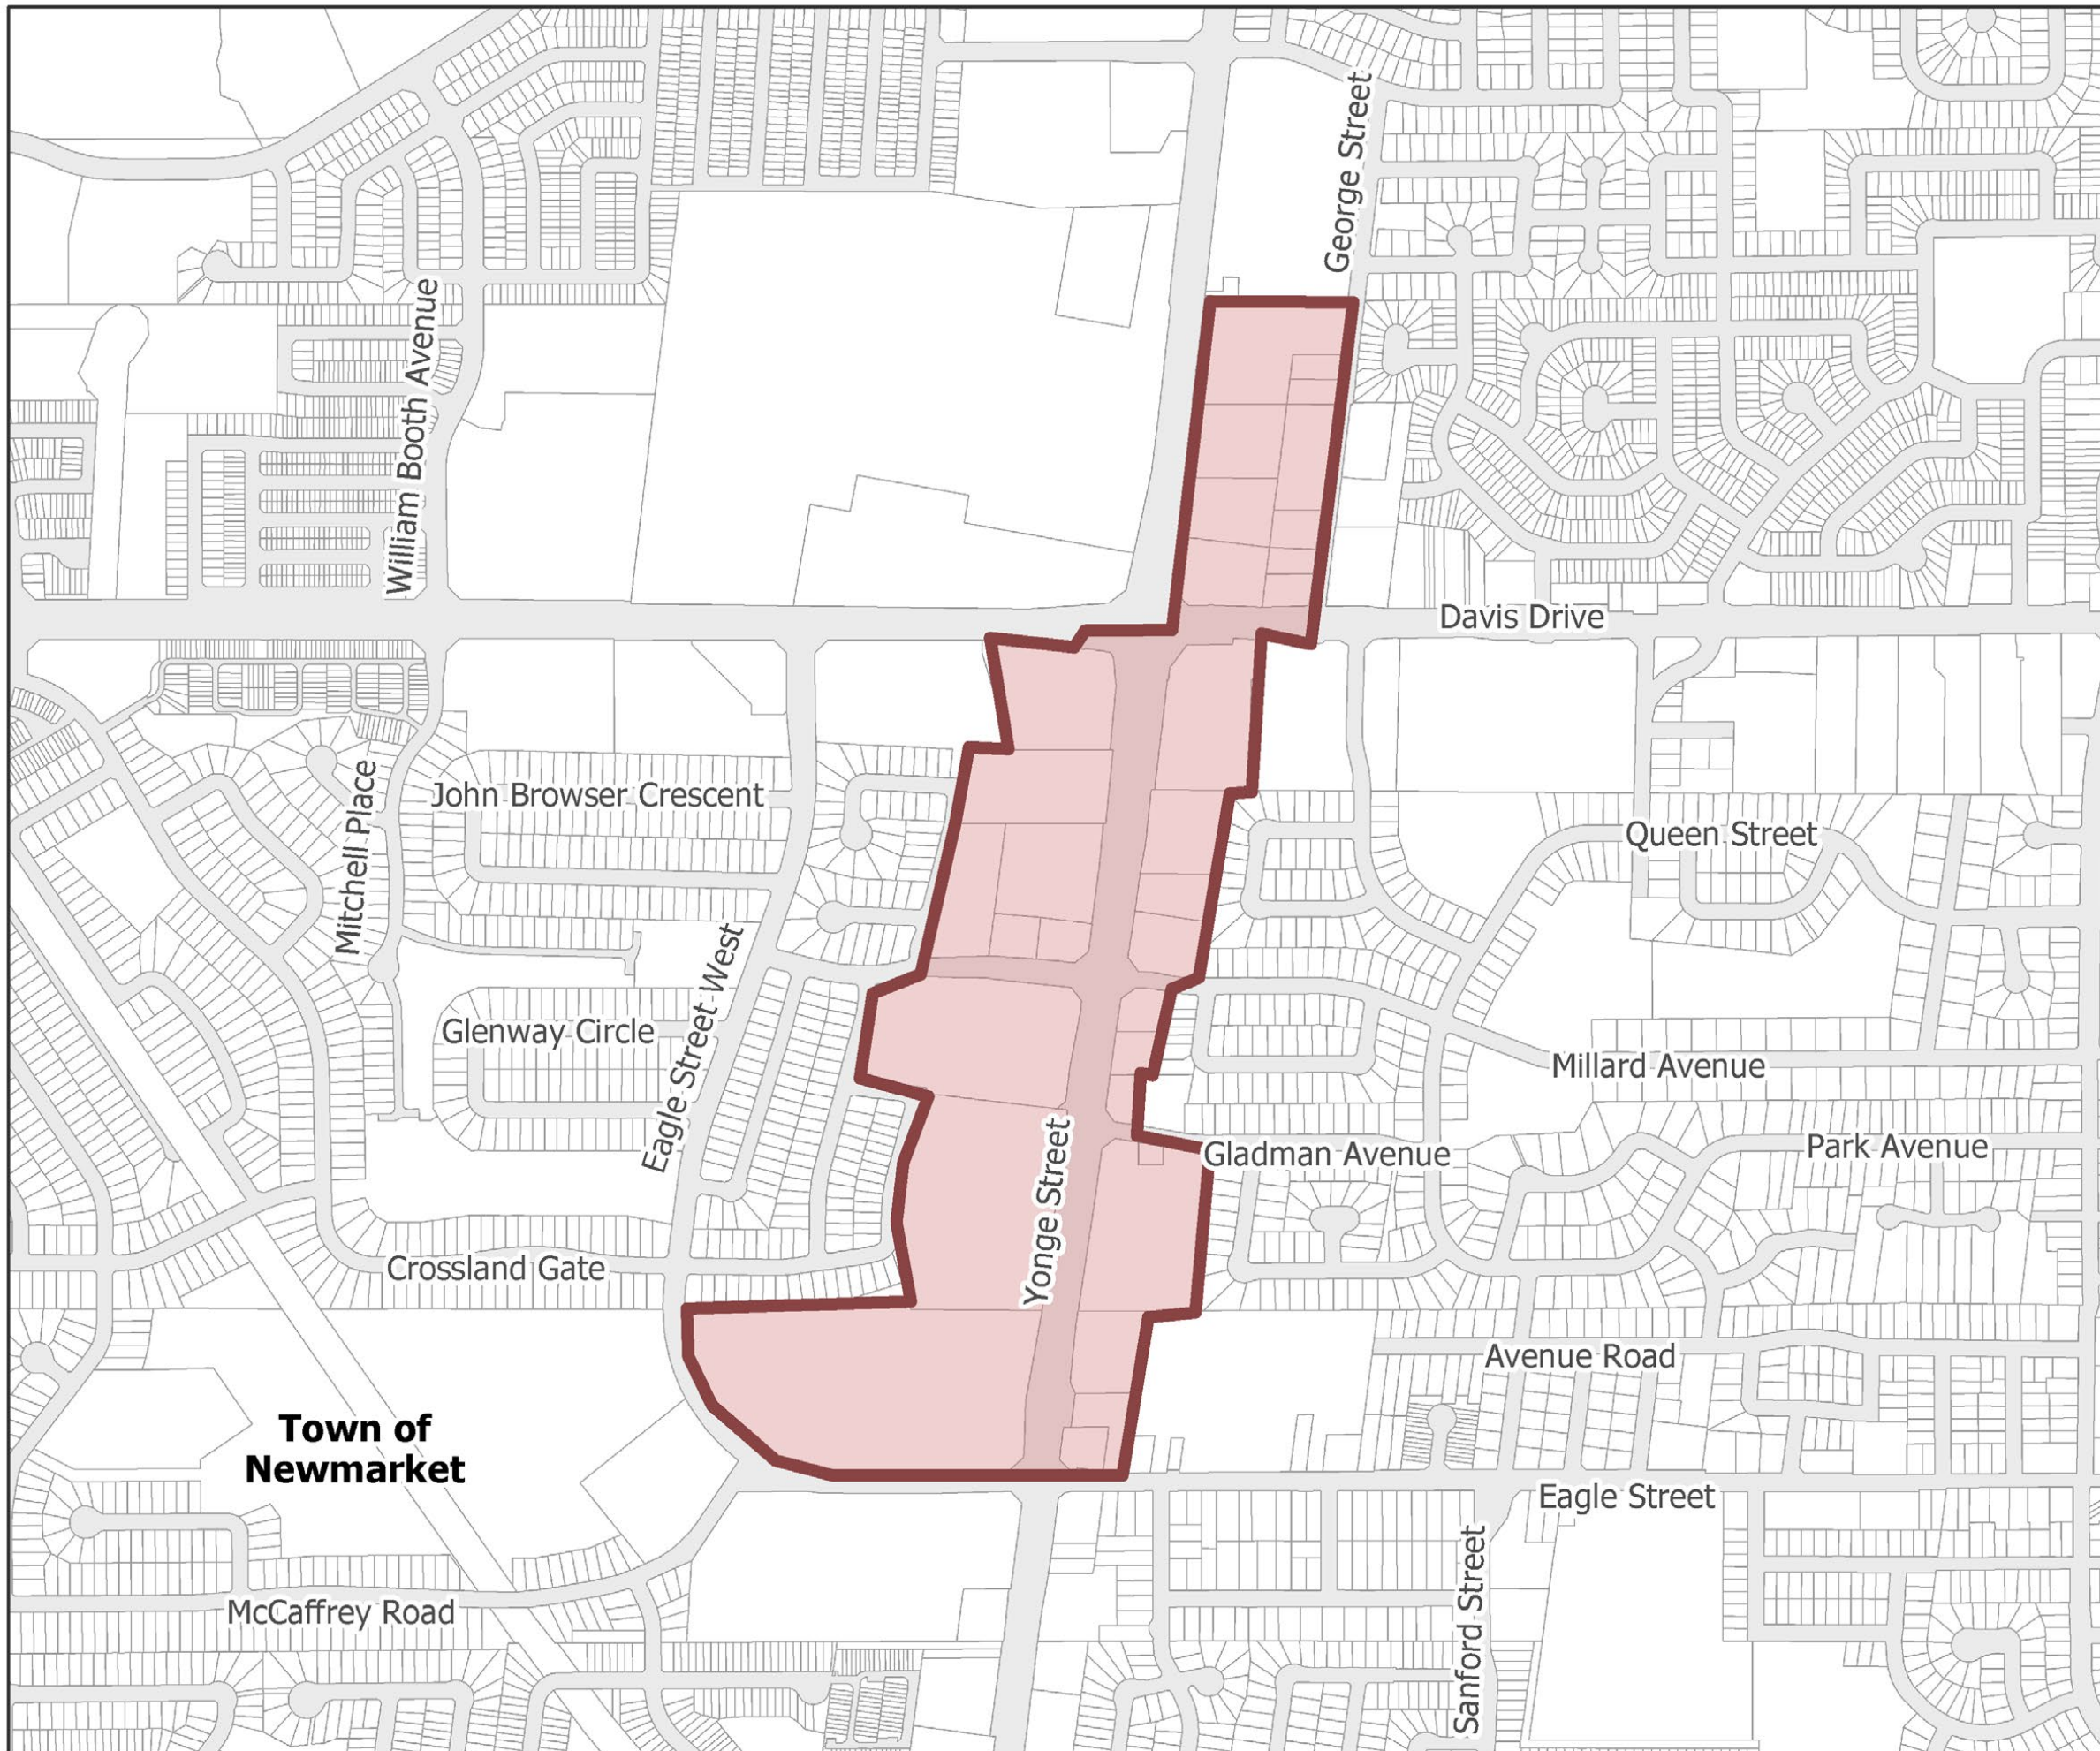 George Street
William Booth Avenue
Davis Drive
John Browser Crescent
Mitchell Place
Queen Street
Eagle Street West
Glenway Circle
Millard Avenue
Yonge Street
Gladman Avenue
Park Avenue
Crossland Gate
Avenue Road
Town of
Newmarket
Eagle Street
Sanford Street
McCaffrey Road